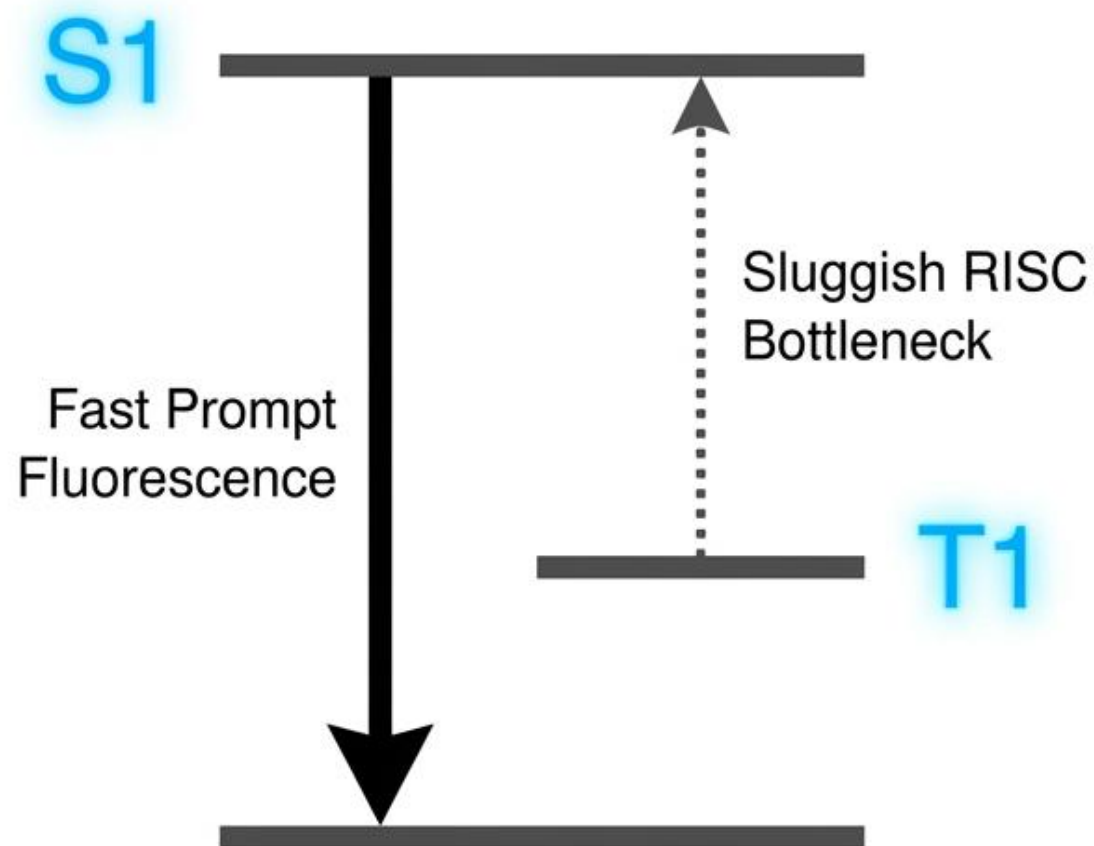 S1
Sluggish RISC
Bottleneck
Fast Prompt
Fluorescence
T1